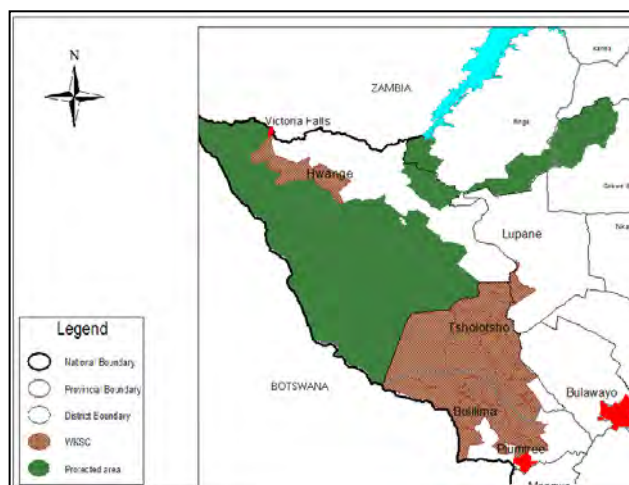 N
ZAMBIA
Victoria Falls
Binga
Hwange
Lupane
Tsholotsho
BOTSWANA
Bulilima
Bulawayo
Plumtree
Legend
National Boundary
Provincial Boundary
District Boundary
WKSC
Protected area